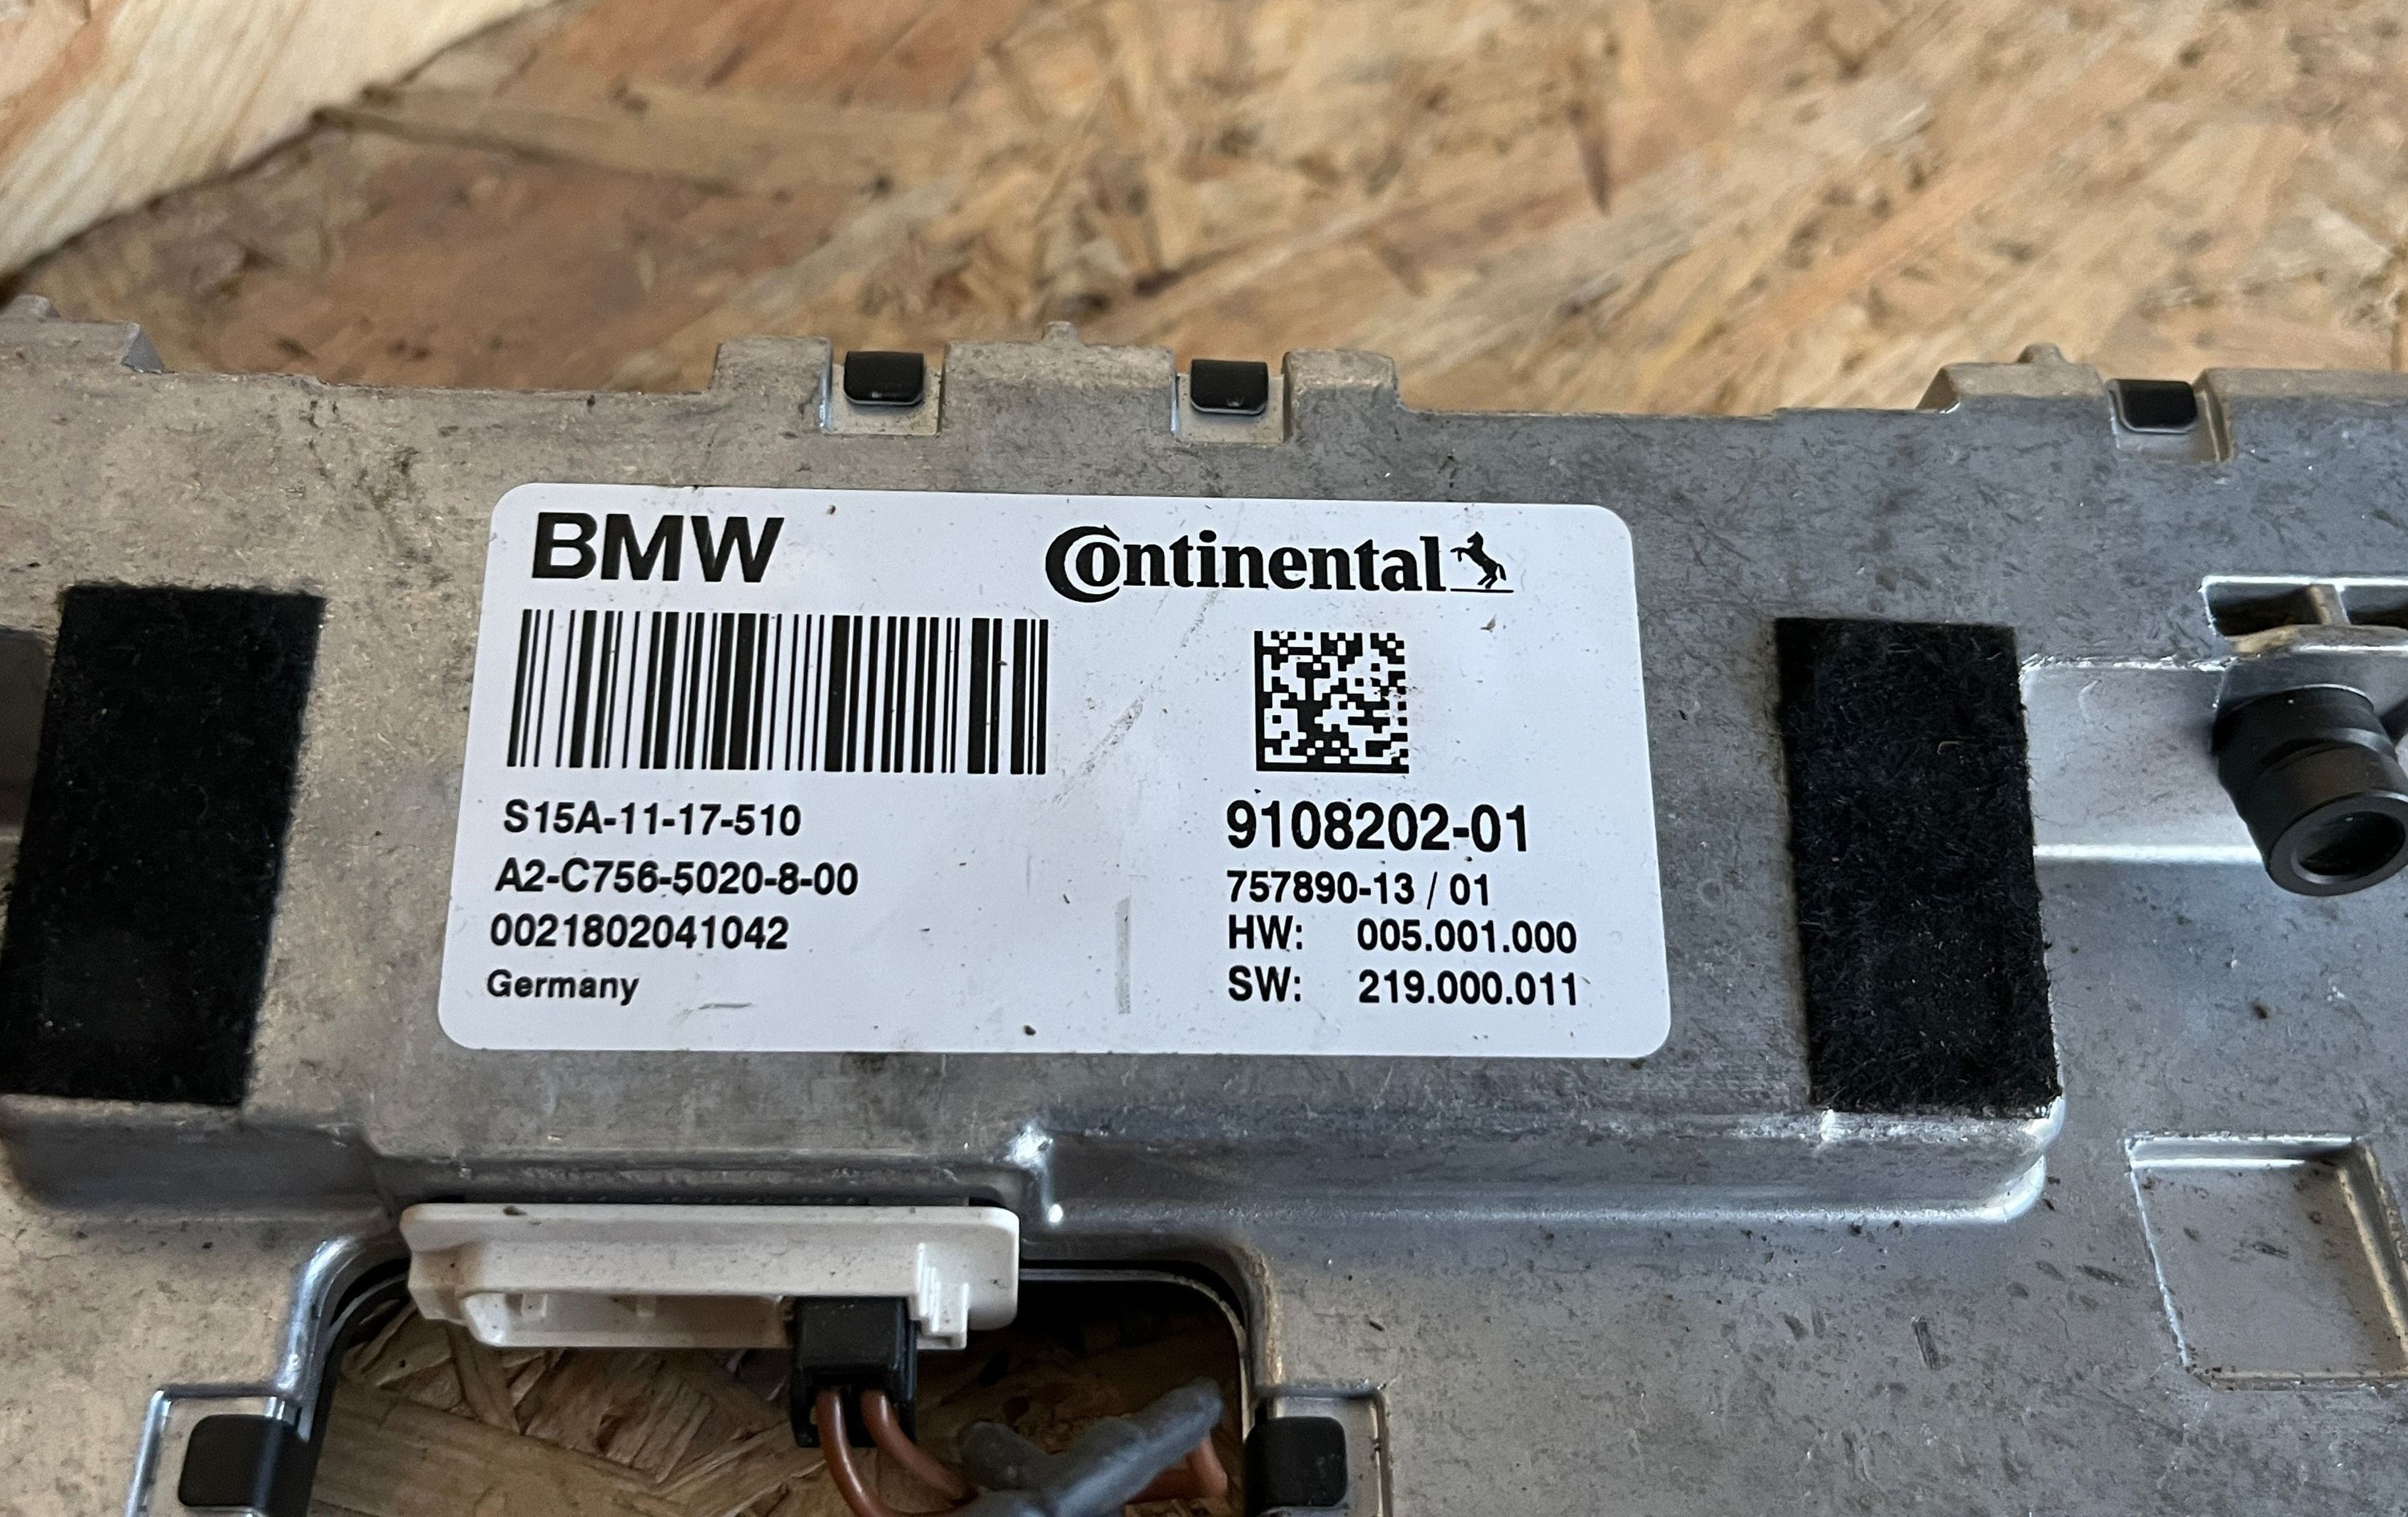 BMW
Continental
S15A-11-17-510
A2-C756-5020-8-00
0021802041042
Germany
9108202-01
757890-13 / 01
HW: 005.001.000
SW: 219.000.011